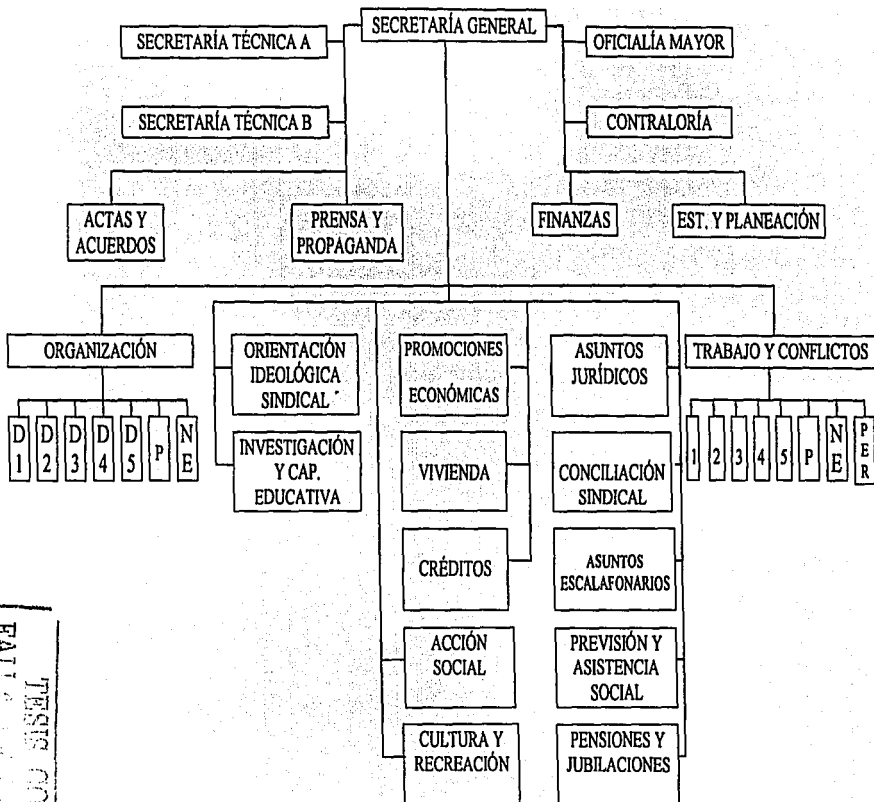 SECRETARÍA GENERAL
SECRETARÍA TÉCNICA A
OFICIALÍA MAYOR
SECRETARÍA TÉCNICA B
CONTRALORÍA
ACTAS Y
ACUERDOS
PRENSA Y
PROPAGANDA
FINANZAS
EST. Y PLANEACIÓN
ORGANIZACIÓN
ORIENTACIÓN
IDEOLÓGICA
SINDICAL
PROMOCIONES
ECONÓMICAS
ASUNTOS
JURÍDICOS
TRABAJO Y CONFLICTOS
D
1
D
2
D
3
D
4
D
5
P
N
E
INVESTIGACIÓN
Y CAP.
EDUCATIVA
VIVIENDA
CONCILIACIÓN
SINDICAL
1
2
3
4
5
P
N
E
P
E
R
CRÉDITOS
ASUNTOS
ESCALAFONARIOS
ACCIÓN
SOCIAL
PREVISIÓN Y
ASISTENCIA
SOCIAL
CULTURA Y
RECREACIÓN
PENSIONES Y
JUBILACIONES
TESIS CO